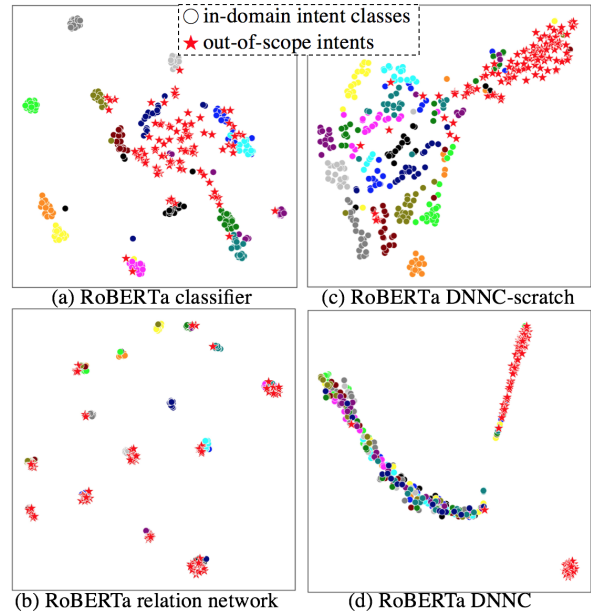 in-domain intent classes
out-of-scope intents
(a) RoBERTa classifier
(c) RoBERTa DNNC-scratch
(b) RoBERTa relation network
(d) RoBERTa DNNC